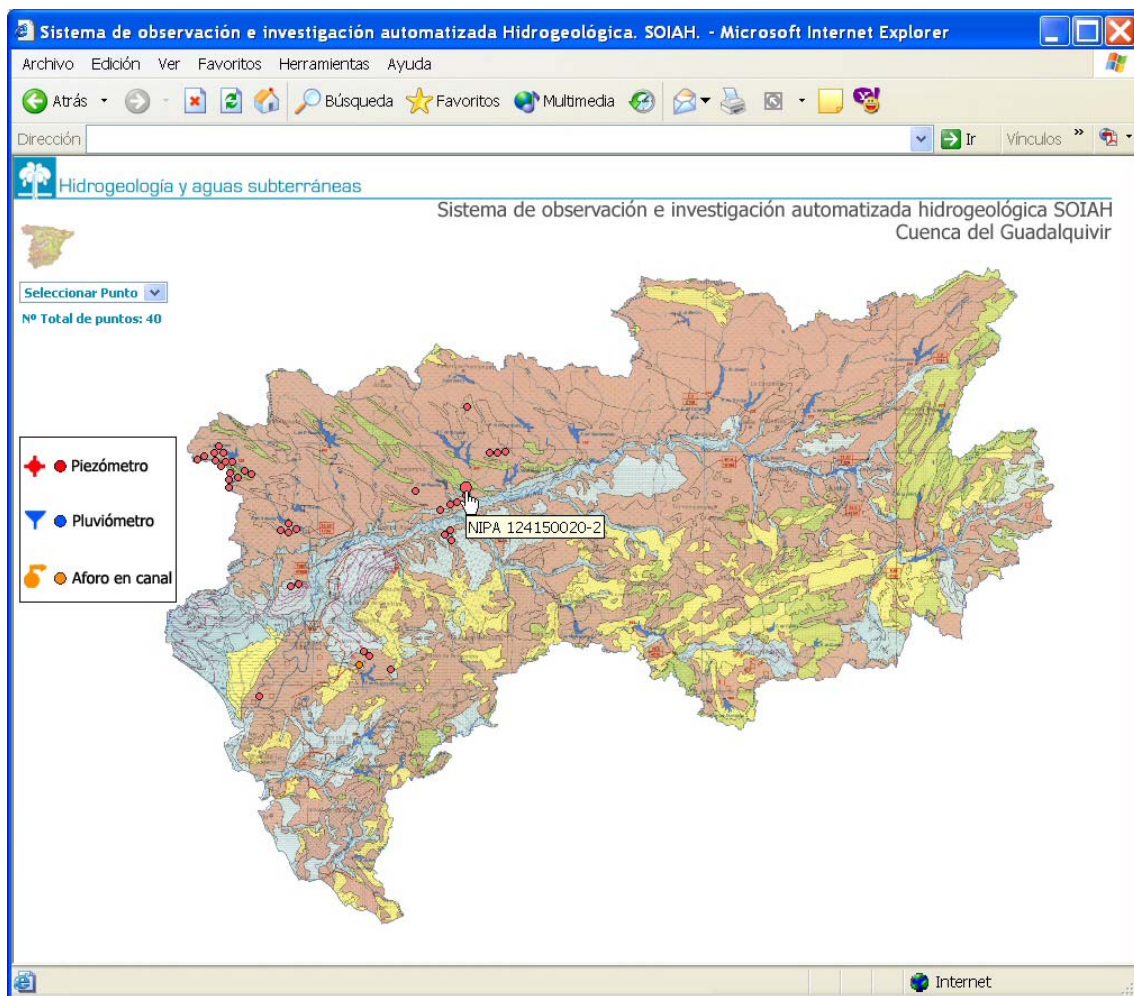 Sistema de observación e investigación automatizada Hidrogeológica. SOIAH. - Microsoft Internet Explorer
Archivo Edición Ver Favoritos Herramientas Ayuda
Atrás Búsqueda Favoritos Multimedia
Dirección Ir Vínculos »
Hidrogeología y aguas subterráneas
Sistema de observación e investigación automatizada hidrogeológica SOIAH
Cuenca del Guadalquivir
Seleccionar Punto
Nº Total de puntos: 40
Piezómetro
Pluviómetro
Aforo en canal
NIPA 124150020-2
Internet